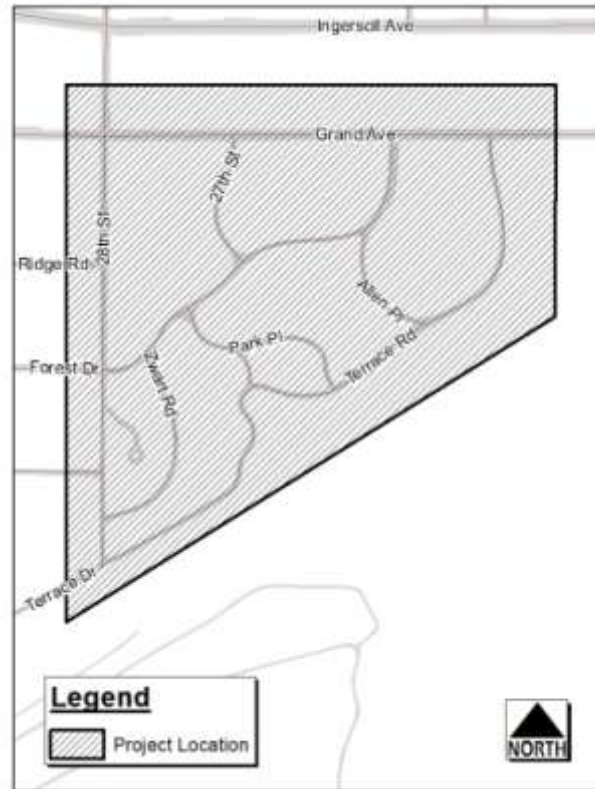 Ingersoll Ave
Grand Ave
27th St
28th St
Ridge Rd
Allen Pl
Park Pl
Terrace Rd
Forest Dr
Zwart Rd
Terrace Dr
Legend
Project Location
NORTH